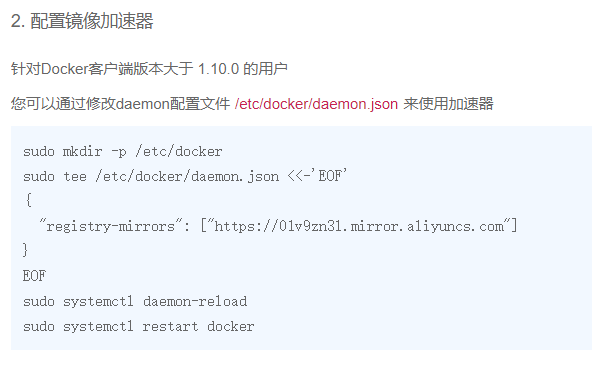 2. 配置镜像加速器
针对Docker客户端版本大于 1.10.0 的用户
您可以通过修改daemon配置文件 /etc/docker/daemon.json 来使用加速器
sudo mkdir -p /etc/docker
sudo tee /etc/docker/daemon.json <<-'EOF'
{
  "registry-mirrors": ["https://01v9zn3l.mirror.aliyuncs.com"]
}
EOF
sudo systemctl daemon-reload
sudo systemctl restart docker